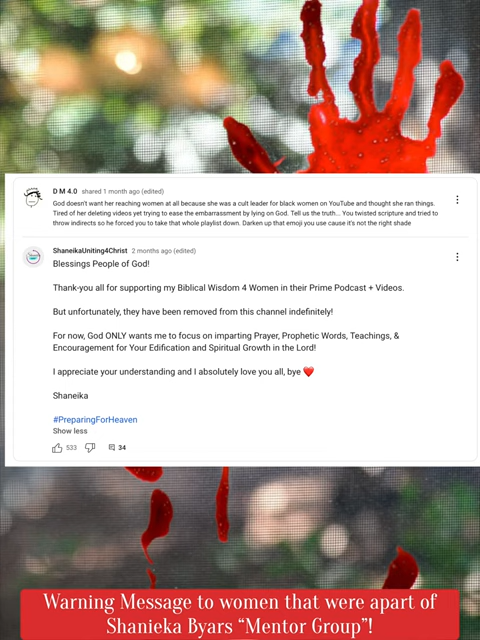 D M 4.0 shared 1 month ago (edited)
God doesn't want her reaching women at all because she was a cult leader for black women on YouTube and thought she ran things.
Tired of her deleting videos yet trying to ease the embarrassment by lying on God. Tell us the truth... You twisted scripture and tried to
throw indirects so he forced you to take that whole playlist down. Darken up that emoji you use cause it's not the right shade
ShaneikaUniting4Christ 2 months ago (edited)
Blessings People of God!
Thank-you all for supporting my Biblical Wisdom 4 Women in their Prime Podcast + Videos.
But unfortunately, they have been removed from this channel indefinitely!
For now, God ONLY wants me to focus on imparting Prayer, Prophetic Words, Teachings, &
Encouragement for Your Edification and Spiritual Growth in the Lord!
I appreciate your understanding and I absolutely love you all, bye ❤️
Shaneika
#PreparingForHeaven
Show less
533 34
Warning Message to women that were apart of
Shanieka Byars “Mentor Group”!